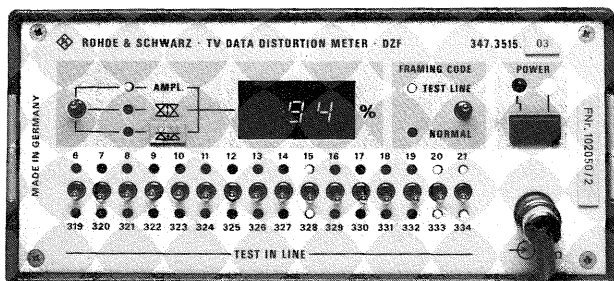 ROHDE & SCHWARZ · TV DATA DISTORTION METER · DZF 347.3515. 03
FRAMING CODE POWER
AMPL TEST LINE
94 %
NORMAL
MADE IN GERMANY
FNr. 102050/2
6 7 8 9 10 11 12 13 14 15 16 17 18 19 20 21
319 320 321 322 323 324 325 326 327 328 329 330 331 332 333 334
TEST IN LINE